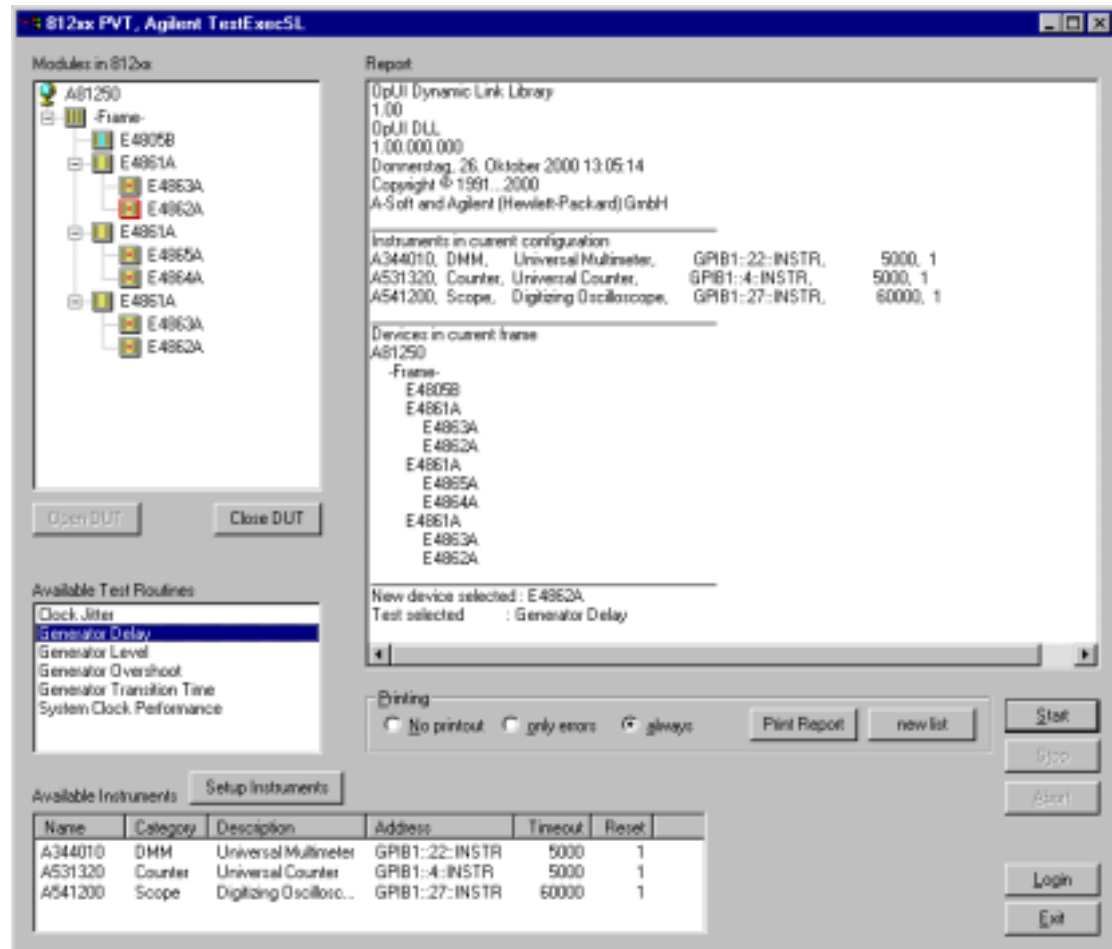 812xx PVT, Agilent TestExecSL
Modules in 812xx
A81250
-Frame-
E4805B
E4861A
E4863A
E4862A
E4861A
E4865A
E4864A
E4861A
E4863A
E4862A
Open DUT
Close DUT
Available Test Routines
Clock Jitter
Generator Delay
Generator Level
Generator Overshoot
Generator Transition Time
System Clock Performance
Report
OpUI Dynamic Link Library
1.00
OpUI DLL
1.00.000.000
Donnerstag, 26. Oktober 2000 13:05:14
Copyright © 1991...2000
A-Soft and Agilent (Hewlett-Packard) GmbH
Instruments in current configuration
A344010, DMM, Universal Multimeter, GPIB1::22::INSTR, 5000, 1
A531320, Counter, Universal Counter, GPIB1::4::INSTR, 5000, 1
A541200, Scope, Digitizing Oscilloscope, GPIB1::27::INSTR, 60000, 1
Devices in current frame
A81250
-Frame-
E4805B
E4861A
E4863A
E4862A
E4861A
E4865A
E4864A
E4861A
E4863A
E4862A
New device selected : E4862A
Test selected : Generator Delay
Printing
No printout only errors always Print Report new list
Start
Stop
Abort
Login
Exit
Available Instruments Setup Instruments
Name Category Description Address Timeout Reset
A344010 DMM Universal Multimeter GPIB1::22::INSTR 5000 1
A531320 Counter Universal Counter GPIB1::4::INSTR 5000 1
A541200 Scope Digitizing Oscillosc... GPIB1::27::INSTR 60000 1